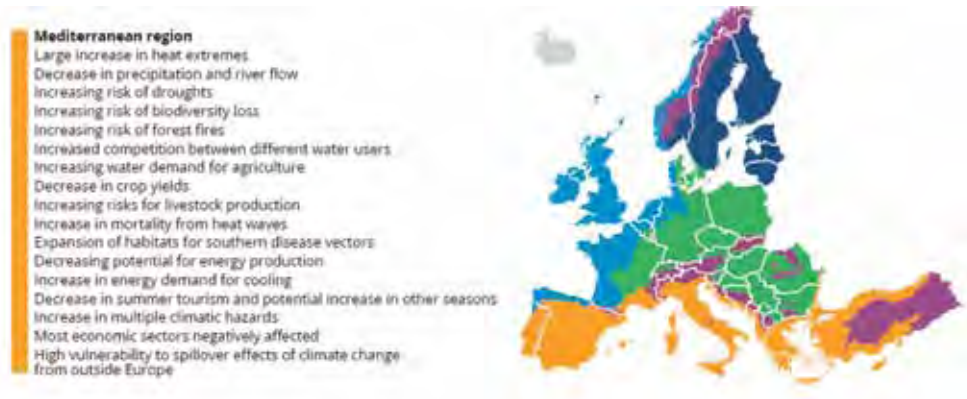 Mediterranean region
Large increase in heat extremes
Decrease in precipitation and river flow
Increasing risk of droughts
Increasing risk of biodiversity loss
Increasing risk of forest fires
Increased competition between different water users
Increasing water demand for agriculture
Decrease in crop yields
Increasing risks for livestock production
Increase in mortality from heat waves
Expansion of habitats for southern disease vectors
Decreasing potential for energy production
Increase in energy demand for cooling
Decrease in summer tourism and potential increase in other seasons
Increase in multiple climatic hazards
Most economic sectors negatively affected
High vulnerability to spillover effects of climate change
from outside Europe